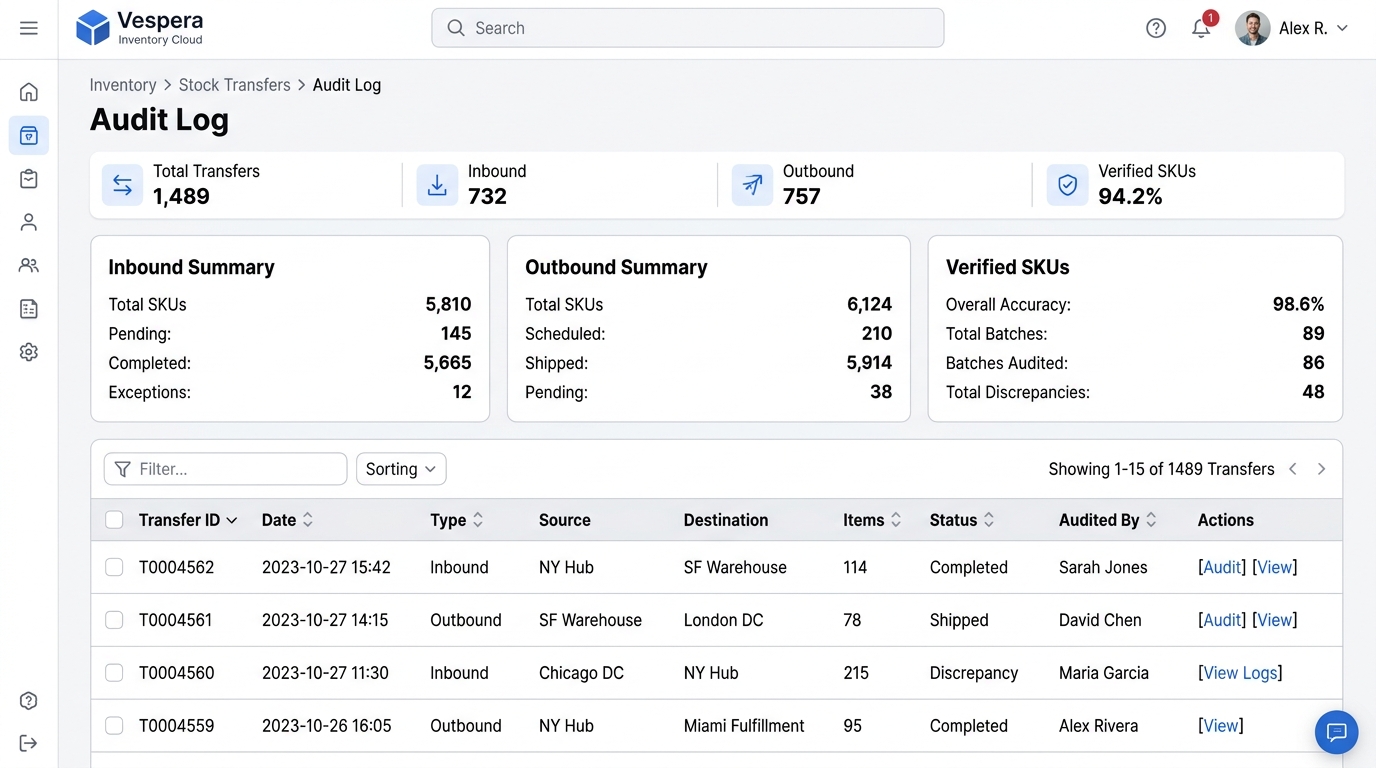 Vespera
Inventory Cloud
Search
1
Alex R.
Inventory > Stock Transfers > Audit Log
Audit Log
Total Transfers
1,489
Inbound
732
Outbound
757
Verified SKUs
94.2%
Inbound Summary
Total SKUs 5,810
Pending: 145
Completed: 5,665
Exceptions: 12
Outbound Summary
Total SKUs 6,124
Scheduled: 210
Shipped: 5,914
Pending: 38
Verified SKUs
Overall Accuracy: 98.6%
Total Batches: 89
Batches Audited: 86
Total Discrepancies: 48
Filter... Sorting Showing 1-15 of 1489 Transfers
Transfer ID Date Type Source Destination Items Status Audited By Actions
T0004562 2023-10-27 15:42 Inbound NY Hub SF Warehouse 114 Completed Sarah Jones [Audit] [View]
T0004561 2023-10-27 14:15 Outbound SF Warehouse London DC 78 Shipped David Chen [Audit] [View]
T0004560 2023-10-27 11:30 Inbound Chicago DC NY Hub 215 Discrepancy Maria Garcia [View Logs]
T0004559 2023-10-26 16:05 Outbound NY Hub Miami Fulfillment 95 Completed Alex Rivera [View]